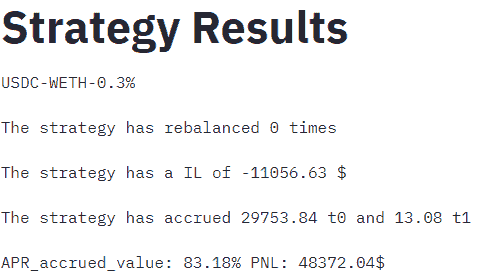 Strategy Results
USDC-WETH-0.3%
The strategy has rebalanced 0 times
The strategy has a IL of -11056.63 $
The strategy has accrued 29753.84 t0 and 13.08 t1
APR_accrued_value: 83.18% PNL: 48372.04$